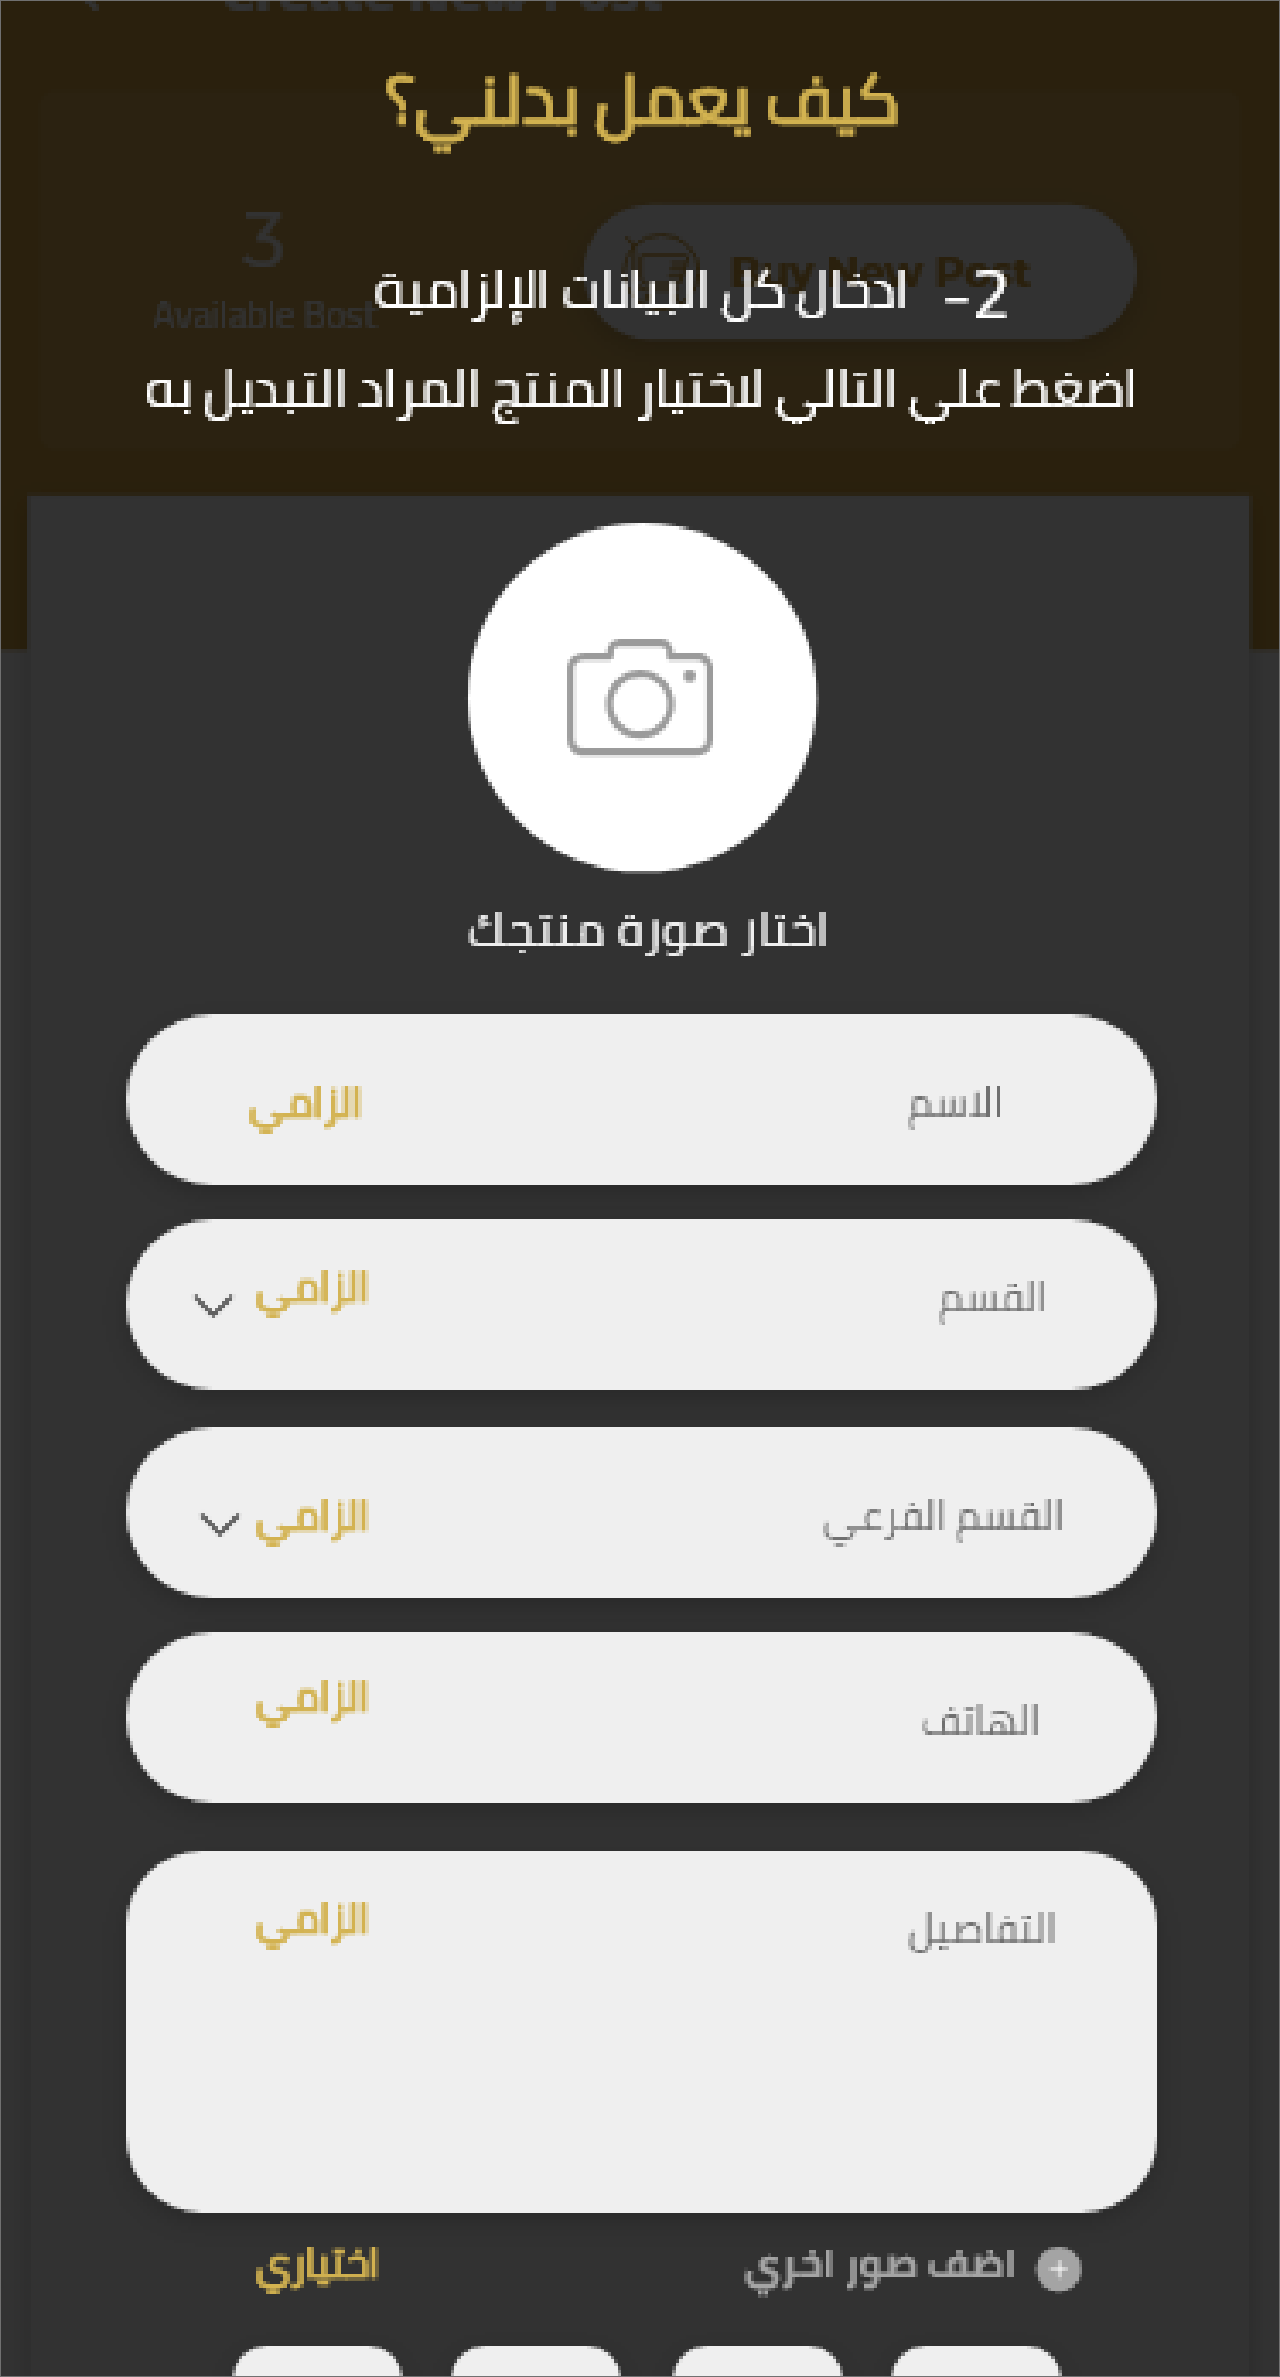 Create New Post
كيف يعمل بدلني؟
3
Available Bost
Buy New Post
2- ادخال كل البيانات الإلزامية
اضغط علي التالي لاختيار المنتج المراد التبديل به
اختار صورة منتجك
الاسم الزامي
القسم الزامي
القسم الفرعي الزامي
الهاتف الزامي
التفاصيل الزامي
اضف صور اخري اختياري